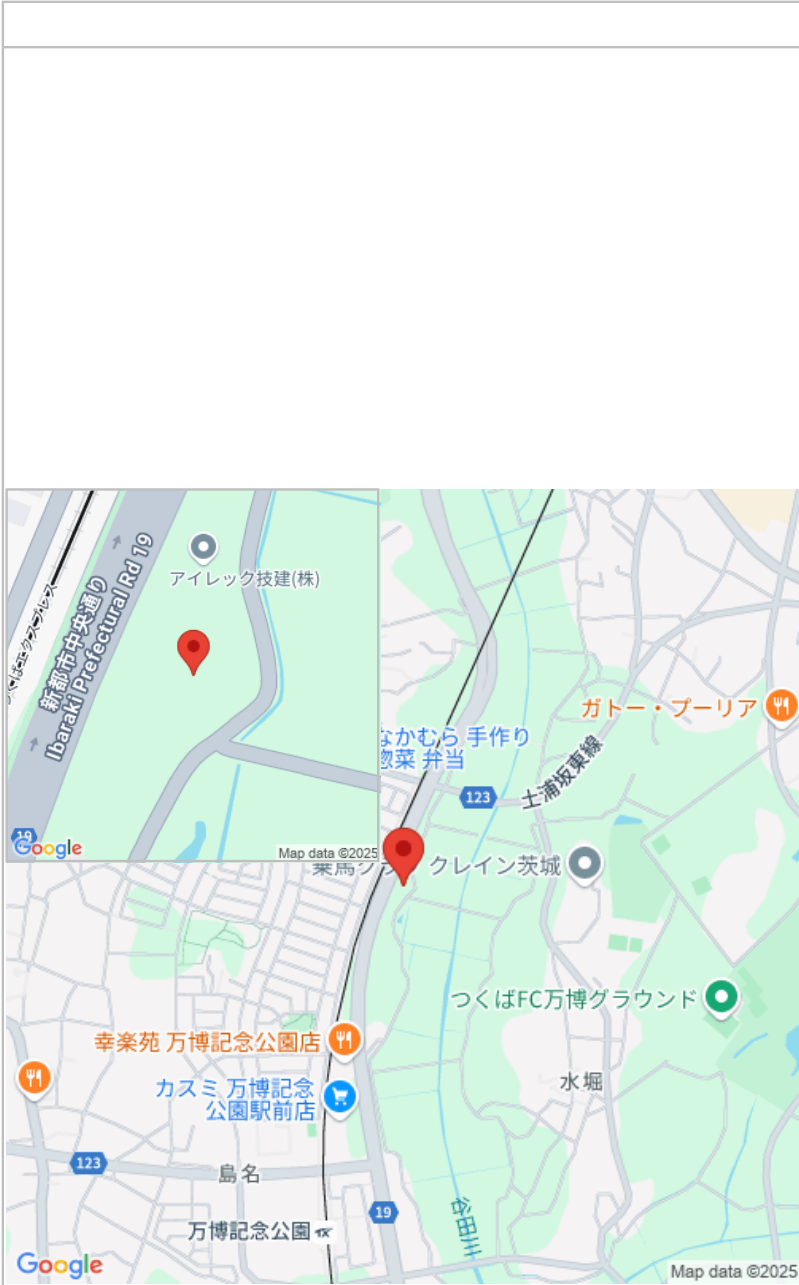 アイレック技建(株)
新都市中央通り
Ibaraki Prefectural Rd 19
つくばエクスプレス
19
Google
Map data ©2025
ガトー・プーリア
なかむら 手作り
惣菜 弁当
123
土浦坂東線
クレイン茨城
つくばFC万博グラウンド
幸楽苑 万博記念公園店
水堀
カスミ 万博記念
公園駅前店
123
島名
19
谷田川
万博記念公園
Google
Map data ©2025